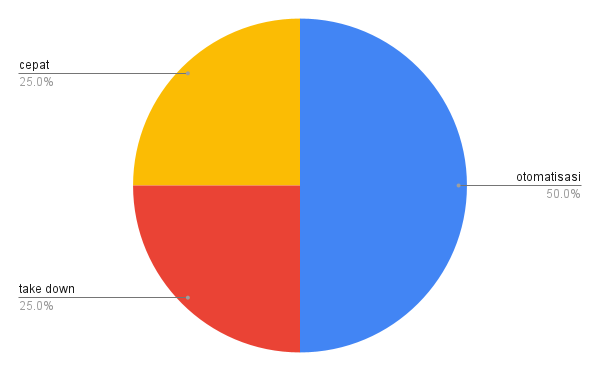 cepat
25.0%
otomatisasi
50.0%
take down
25.0%